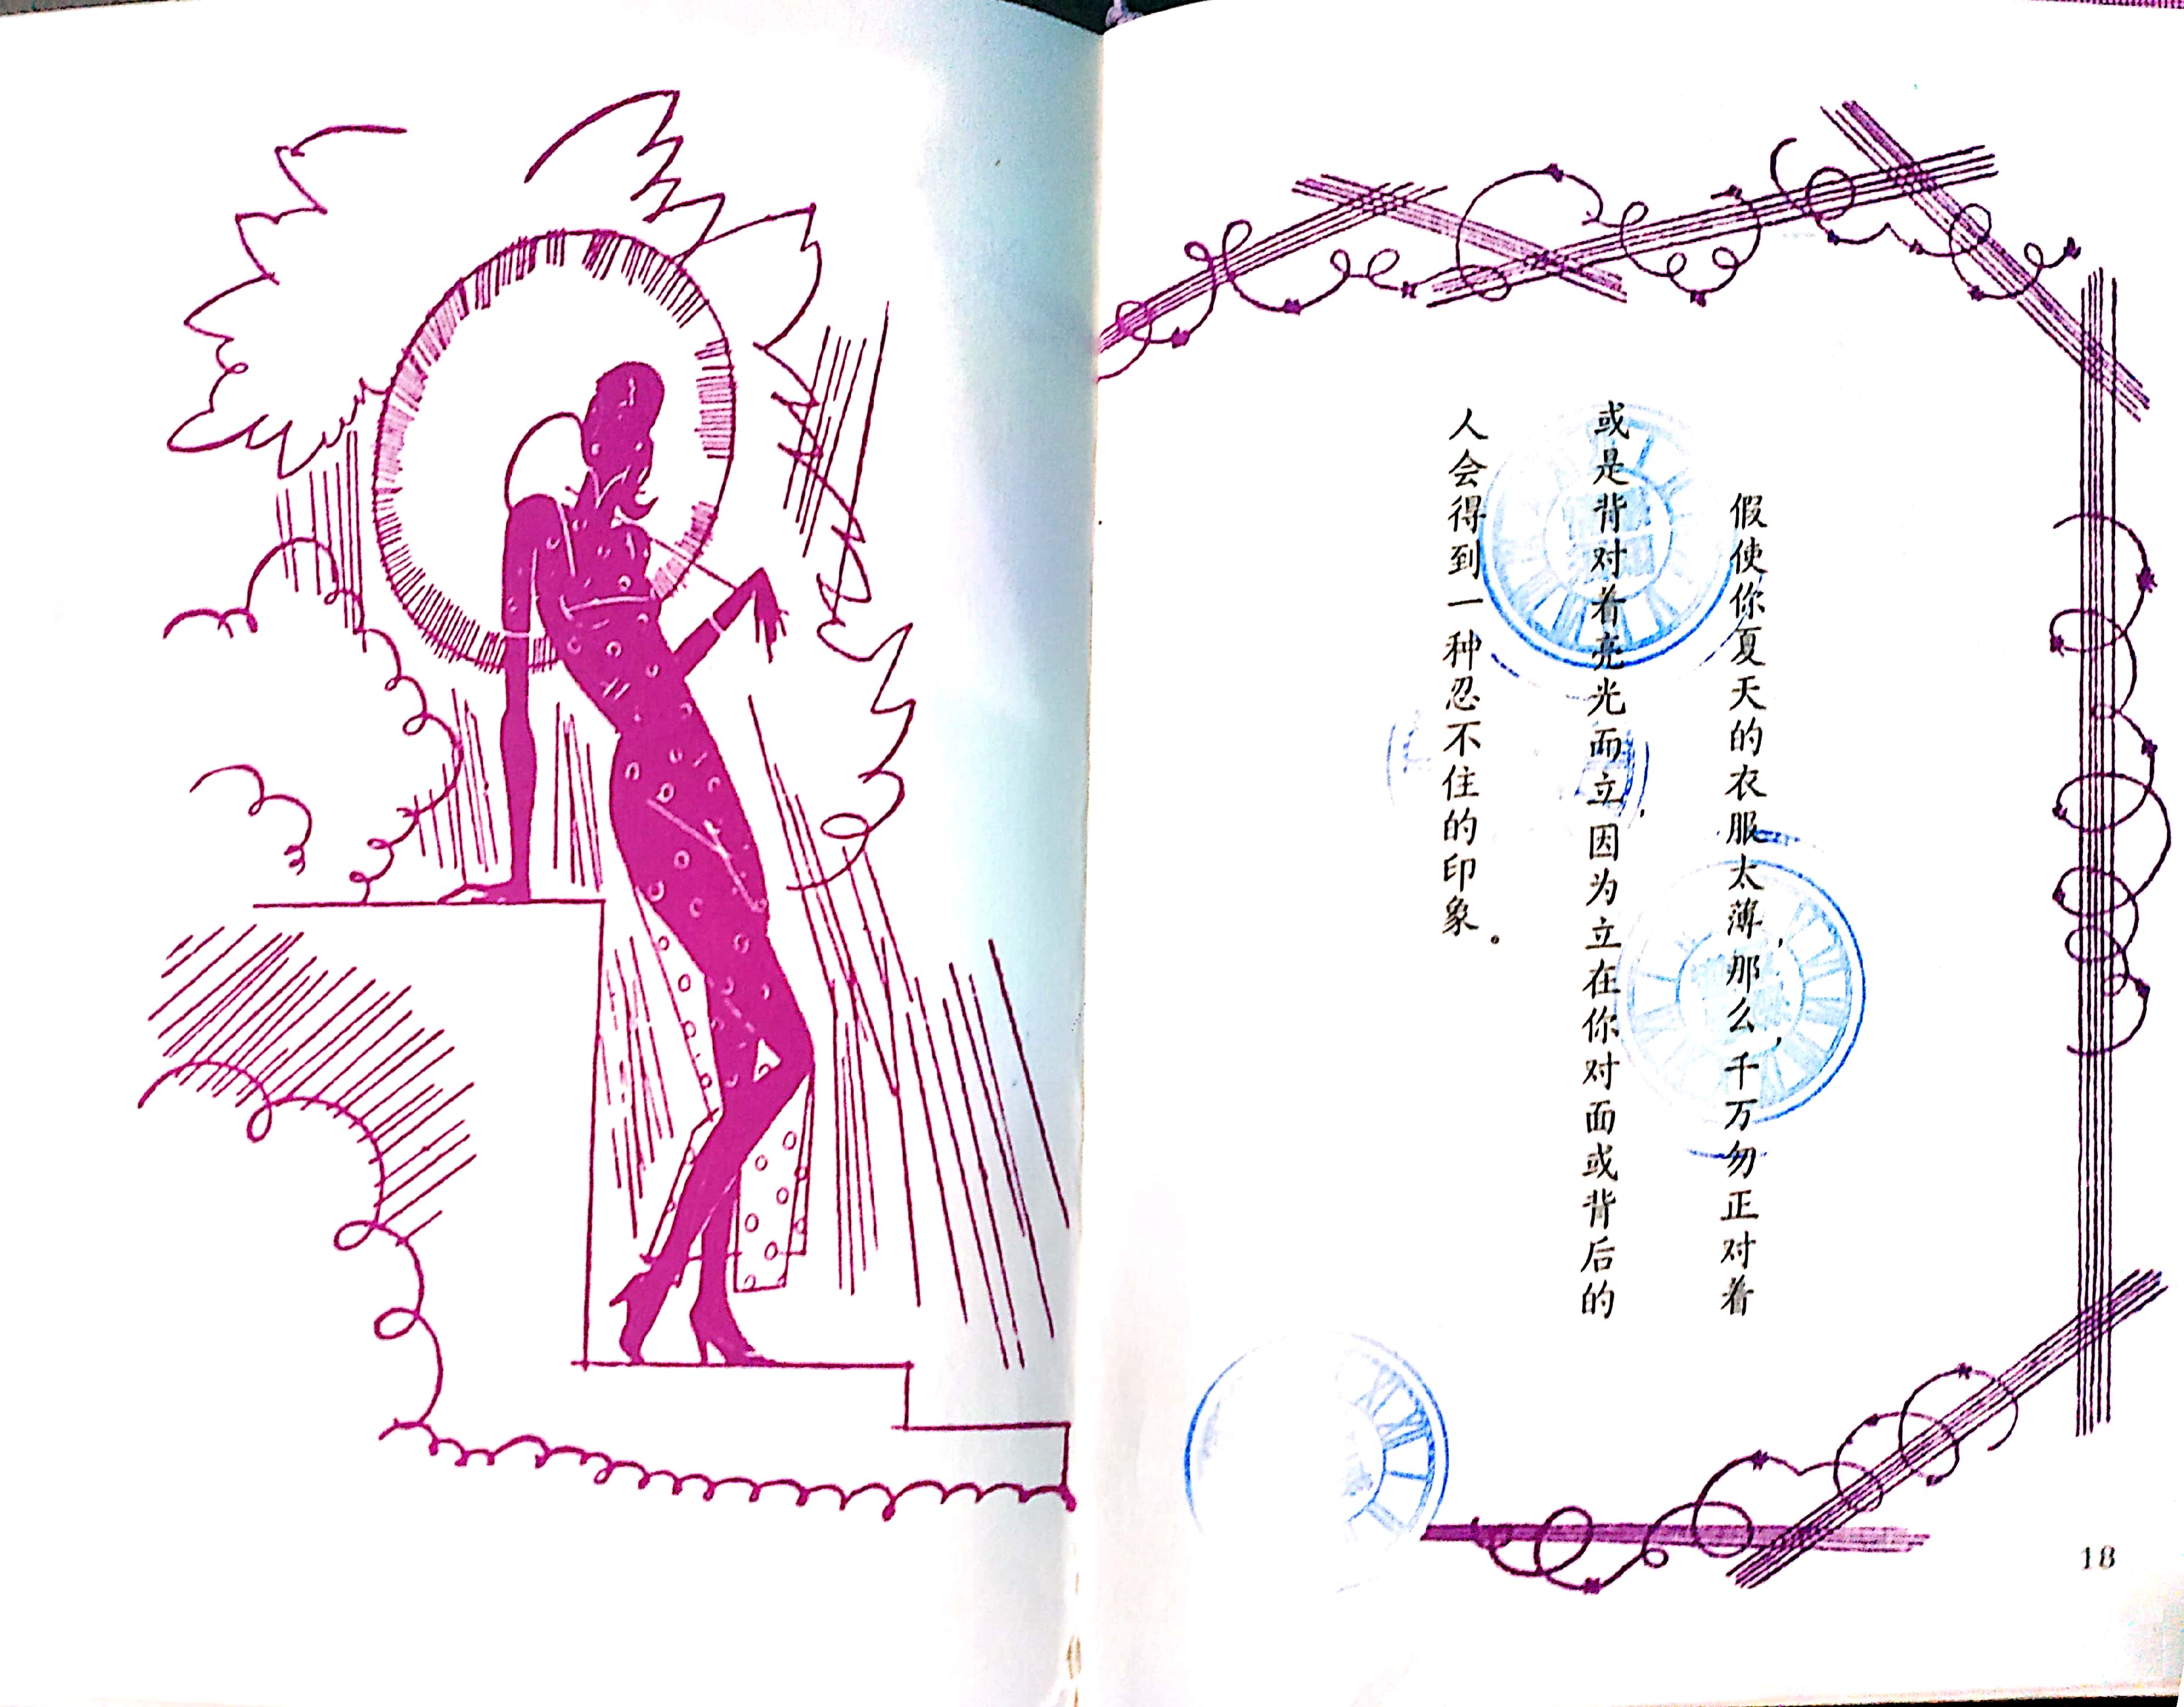 假使你夏天的衣服太薄，那么，千万勿正对着
或是背对着亮光而立，因为立在你对面或背后的
人会得到一种忍不住的印象。
18